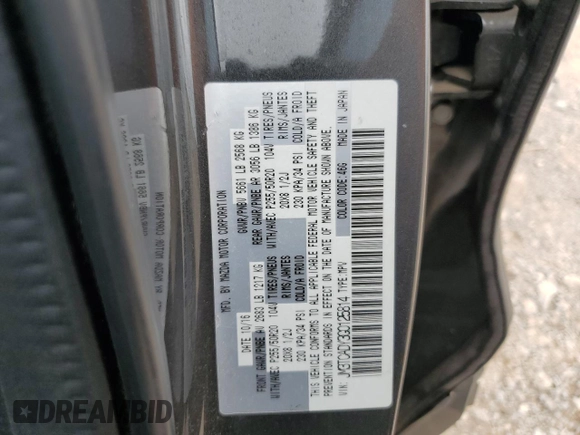 MFD. BY MAZDA MOTOR CORPORATION
DATE 10/16 GVWR/PNBV 5661 LB 2568 KG
FRONT GAWR/PNBE AV 2683 LB 1217 KG REAR GAWR/PNBE AR 3056 LB 1386 KG
WITH/AVEC P255/50R20 104V TIRES/PNEUS WITH/AVEC P255/50R20 104V TIRES/PNEUS
20X8 1/2J RIMS/JANTES 20X8 1/2J RIMS/JANTES
230 KPA/34 PSI COLD/A FROID 230 KPA/34 PSI COLD/A FROID
THIS VEHICLE CONFORMS TO ALL APPLICABLE FEDERAL MOTOR VEHICLE SAFETY AND THEFT
PREVENTION STANDARDS IN EFFECT ON THE DATE OF MANUFACTURE SHOWN ABOVE.
VIN: TYPE: MPV COLOR CODE: 46G MADE IN JAPAN
DIRECT.CARS